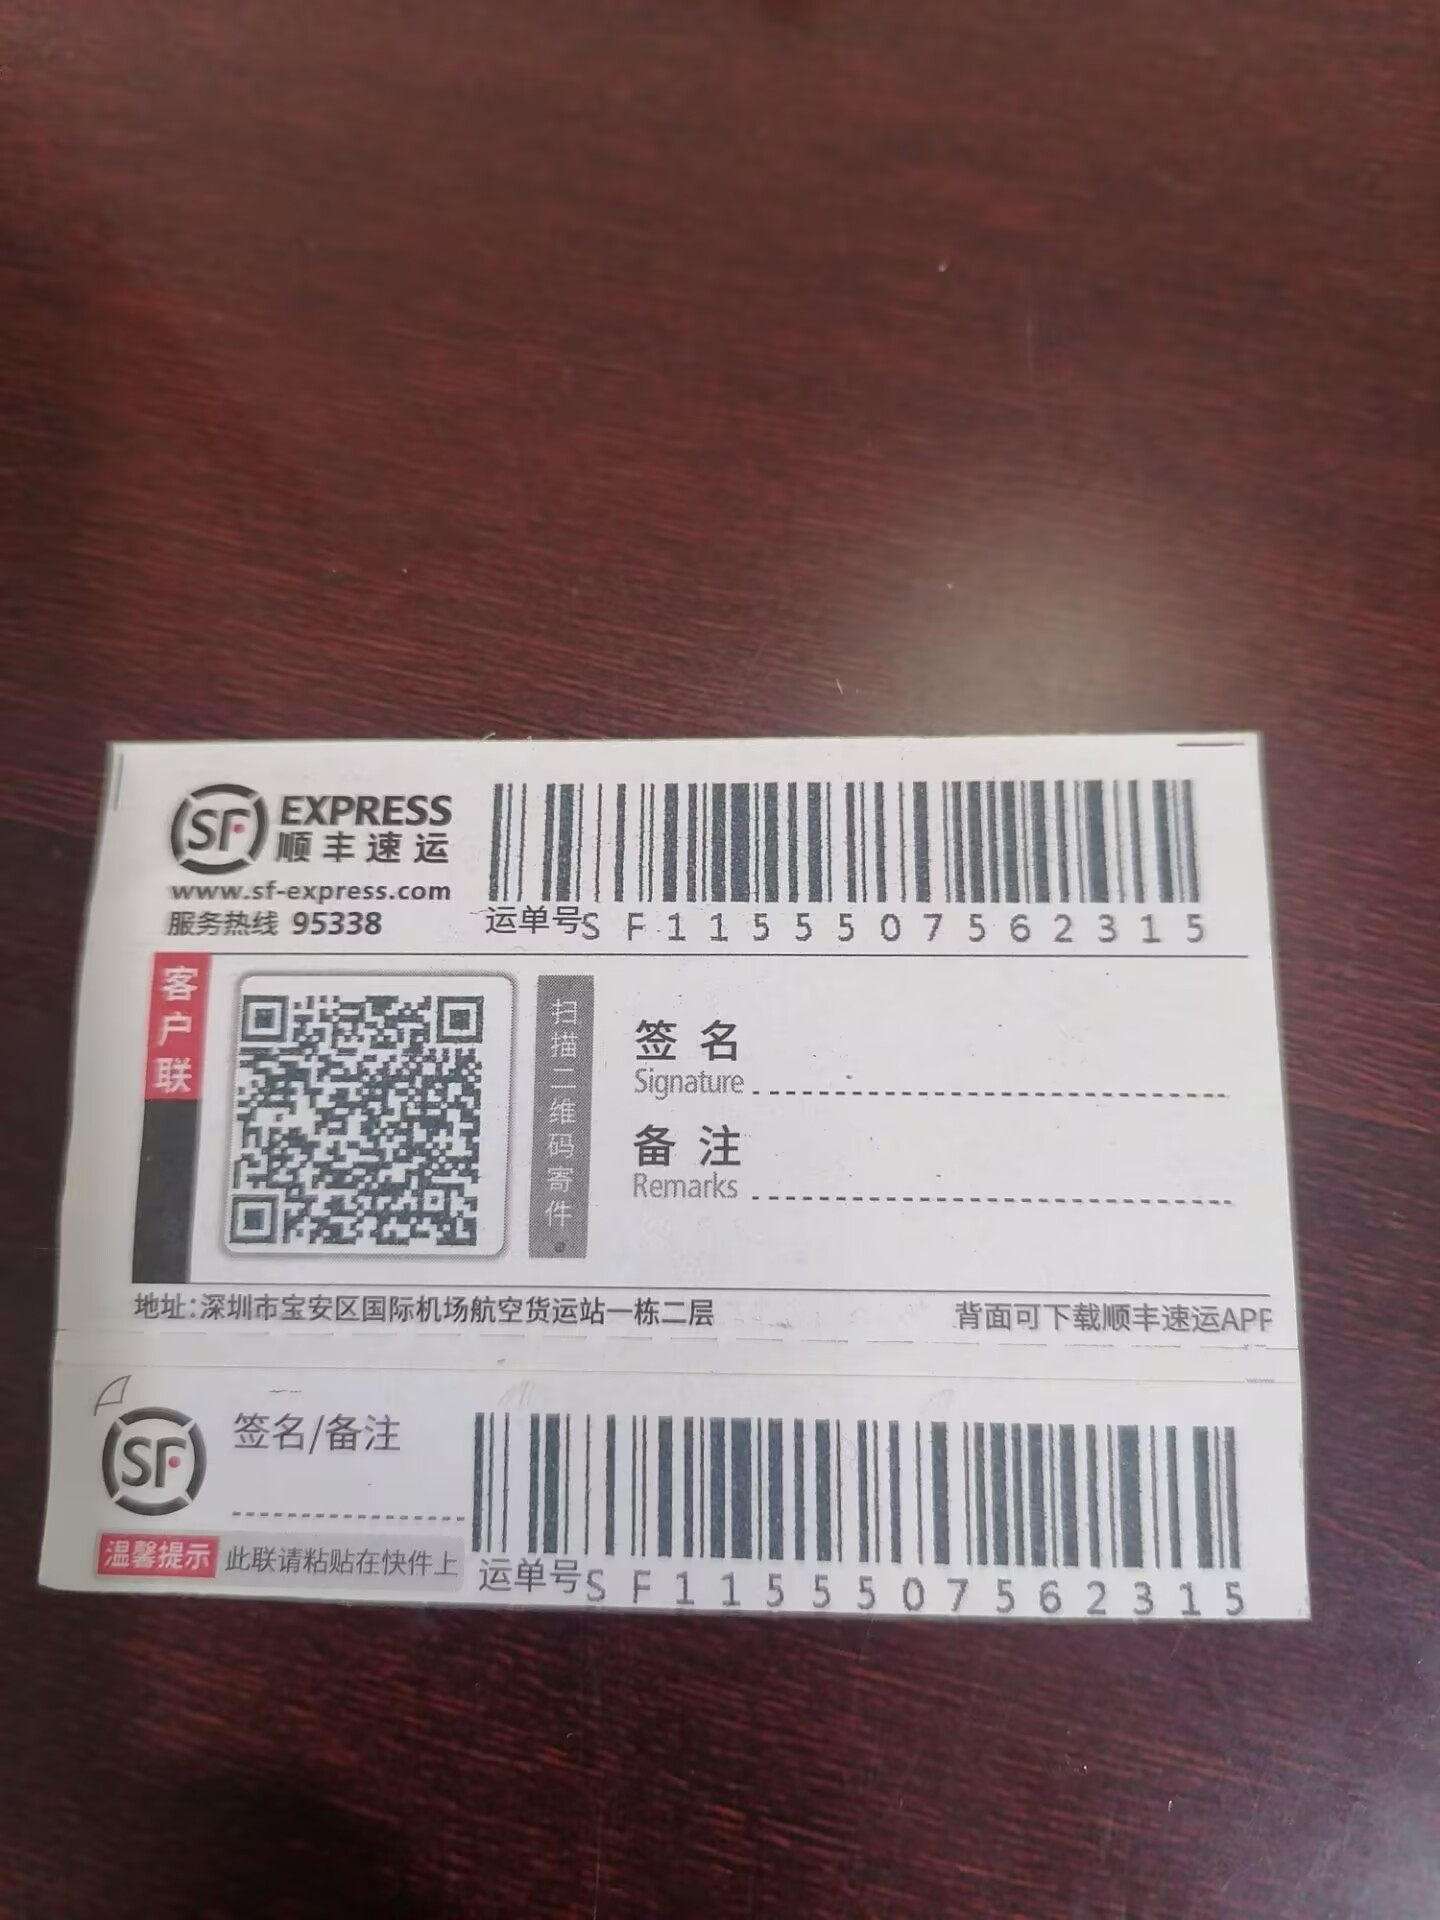 SF EXPRESS
顺丰速运
www.sf-express.com
服务热线 95338
运单号SF1155507562315
客户联
扫描二维码寄件
签名
Signature
备注
Remarks
地址:深圳市宝安区国际机场航空货运站一栋二层
背面可下载顺丰速运APP
SF
签名/备注
温馨提示 此联请粘贴在快件上
运单号SF1155507562315